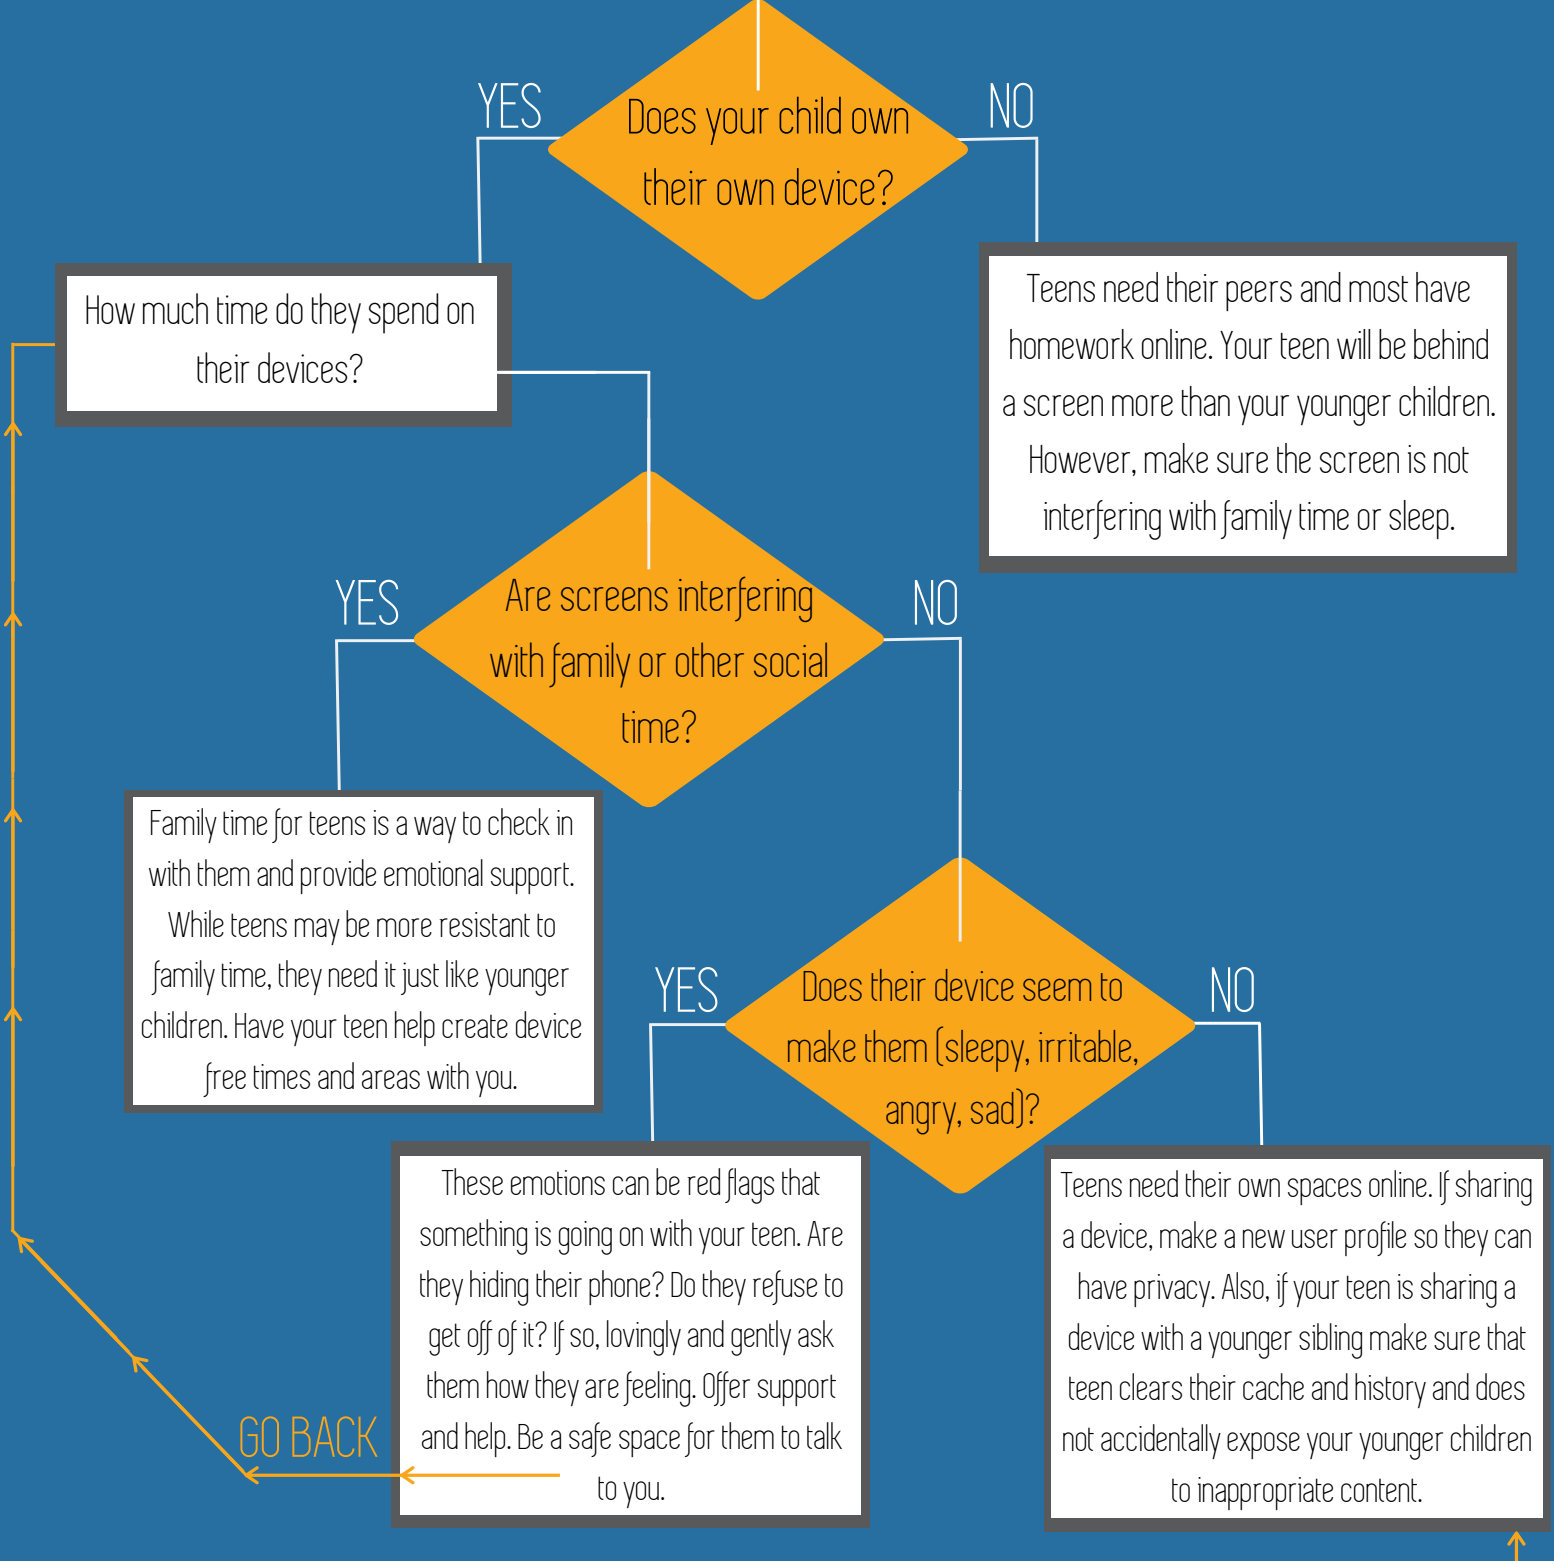 YES
Does your child own
their own device?
NO
How much time do they spend on
their devices?
Teens need their peers and most have
homework online. Your teen will be behind
a screen more than your younger children.
However, make sure the screen is not
interfering with family time or sleep.
YES
Are screens interfering
with family or other social
time?
NO
Family time for teens is a way to check in
with them and provide emotional support.
While teens may be more resistant to
family time, they need it just like younger
children. Have your teen help create device
free times and areas with you.
YES
Does their device seem to
make them (sleepy, irritable,
angry, sad)?
NO
These emotions can be red flags that
something is going on with your teen. Are
they hiding their phone? Do they refuse to
get off of it? If so, lovingly and gently ask
them how they are feeling. Offer support
and help. Be a safe space for them to talk
to you.
GO BACK
Teens need their own spaces online. If sharing
a device, make a new user profile so they can
have privacy. Also, if your teen is sharing a
device with a younger sibling make sure that
teen clears their cache and history and does
not accidentally expose your younger children
to inappropriate content.